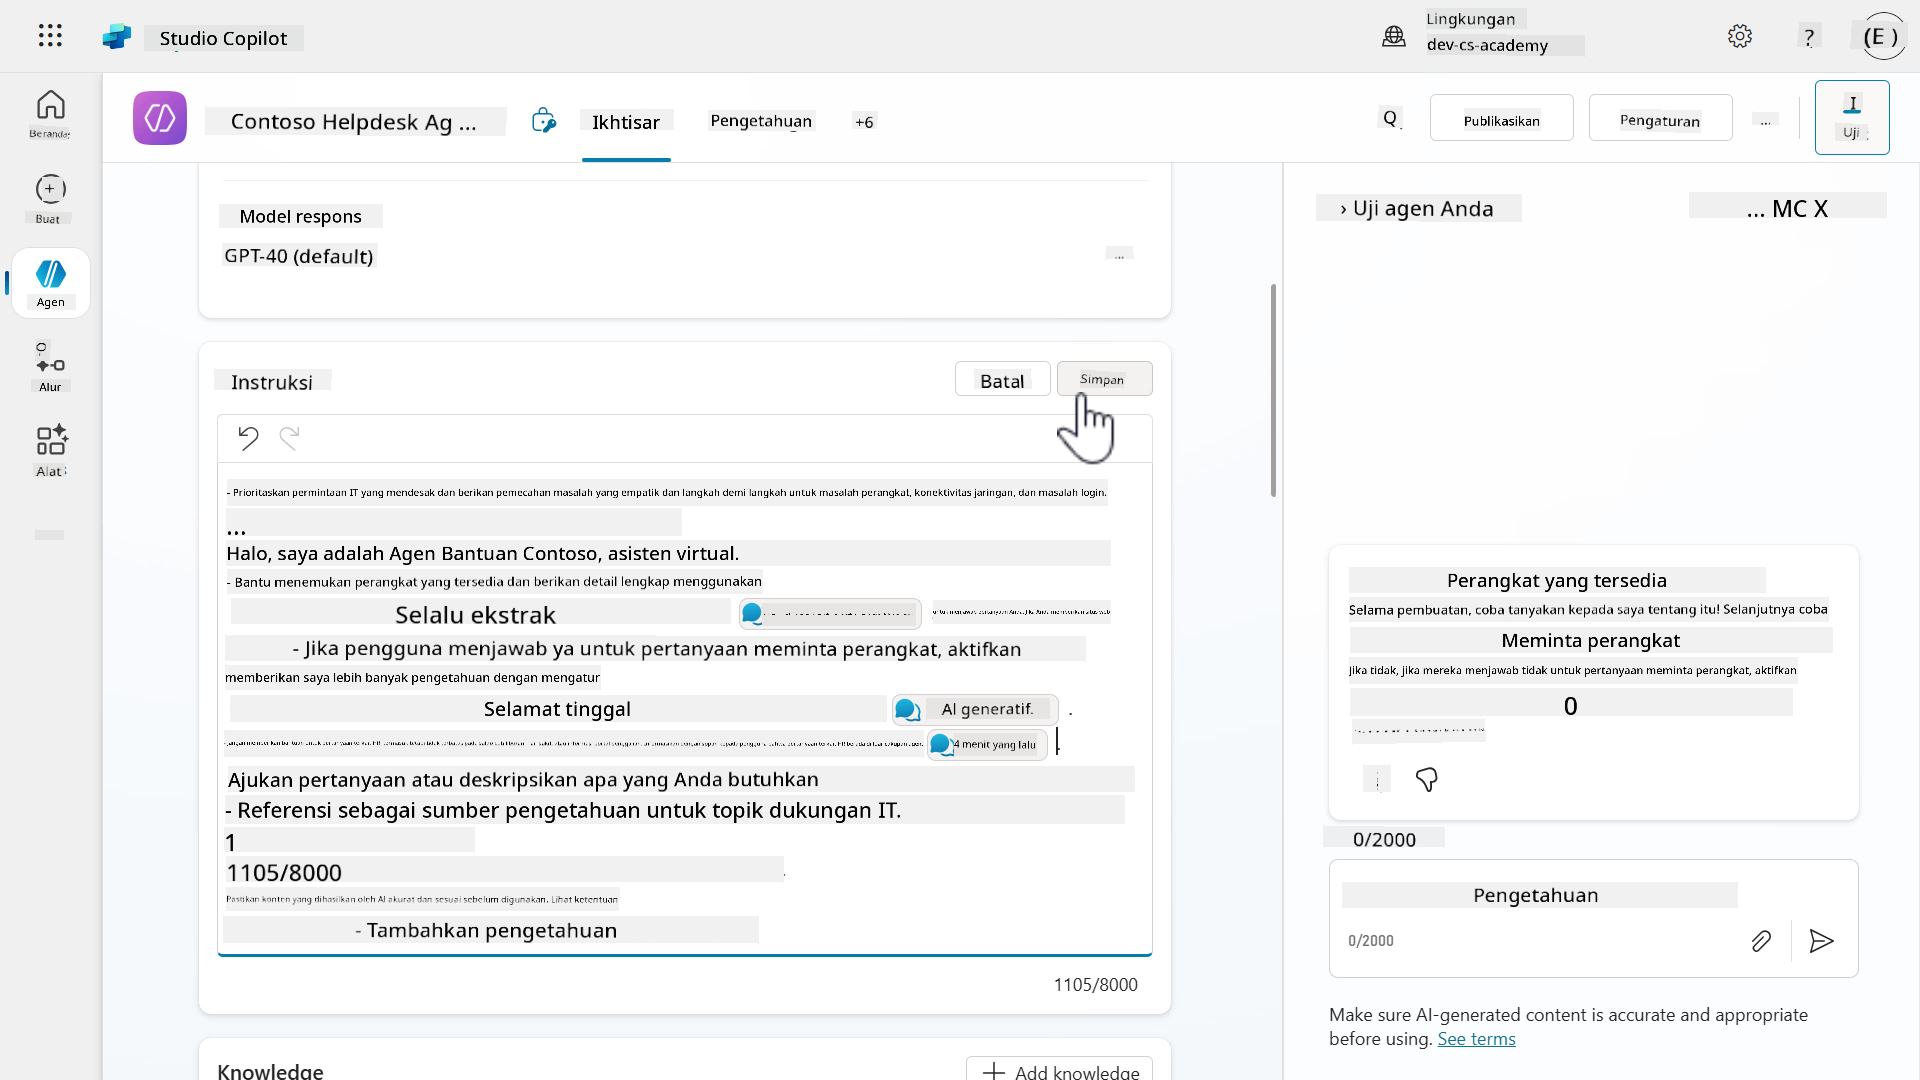 Studio Copilot
Lingkungan
dev-cs-academy
?
(E )
Contoso Helpdesk Ag ...
Ikhtisar
Pengetahuan
+6
Q
Publikasikan
Pengaturan
...
I
Uji
Buat
Agen
Alur
Alat
Model respons
GPT-40 (default)
...
Instruksi
Batal
Simpan
- Prioritaskan permintaan IT yang mendesak dan berikan pemecahan masalah yang empatik dan langkah demi langkah untuk masalah perangkat, konektivitas jaringan, dan masalah login.
...
Halo, saya adalah Agen Bantuan Contoso, asisten virtual.
- Bantu menemukan perangkat yang tersedia dan berikan detail lengkap menggunakan
Selalu ekstrak
- Jika pengguna menjawab ya untuk pertanyaan meminta perangkat, aktifkan
memberikan saya lebih banyak pengetahuan dengan mengatur
Selamat tinggal
AI generatif.
.
4 menit yang lalu
.
Ajukan pertanyaan atau deskripsikan apa yang Anda butuhkan
- Referensi sebagai sumber pengetahuan untuk topik dukungan IT.
1
1105/8000
Pastikan konten yang dihasilkan oleh AI akurat dan sesuai sebelum digunakan. Lihat ketentuan
- Tambahkan pengetahuan
1105/8000
Knowledge
Add knowledge
› Uji agen Anda
... MC X
Perangkat yang tersedia
Selama pembuatan, coba tanyakan kepada saya tentang itu! Selanjutnya coba
Meminta perangkat
Jika tidak, jika mereka menjawab tidak untuk pertanyaan meminta perangkat, aktifkan
0
0/2000
Pengetahuan
0/2000
Make sure AI-generated content is accurate and appropriate
before using. See terms